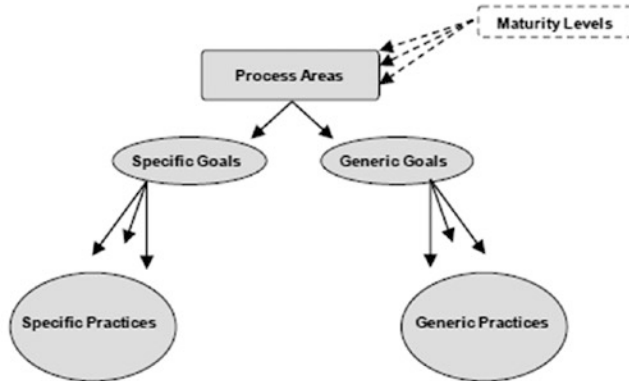 Maturity Levels
Process Areas
Specific Goals
Generic Goals
Specific Practices
Generic Practices